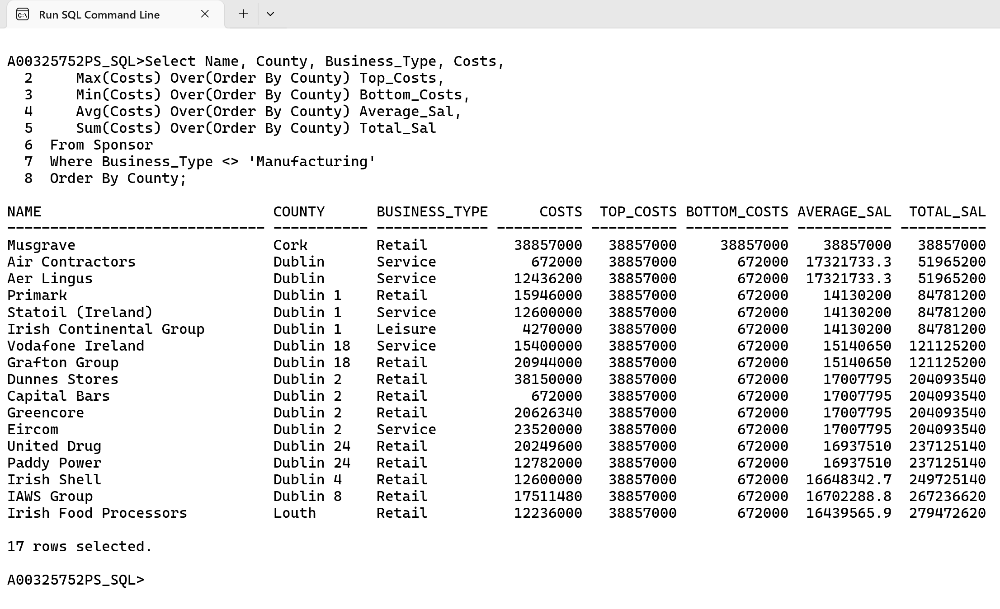 Run SQL Command Line
A00325752PS_SQL>Select Name, County, Business_Type, Costs,
  2     Max(Costs) Over(Order By County) Top_Costs,
  3     Min(Costs) Over(Order By County) Bottom_Costs,
  4     Avg(Costs) Over(Order By County) Average_Sal,
  5     Sum(Costs) Over(Order By County) Total_Sal
  6  From Sponsor
  7  Where Business_Type <> 'Manufacturing'
  8  Order By County;
NAME                           COUNTY      BUSINESS_TYPE      COSTS  TOP_COSTS BOTTOM_COSTS AVERAGE_SAL  TOTAL_SAL
------------------------------ ----------- ------------- ---------- ---------- ------------ ----------- ----------
Musgrave                       Cork        Retail          38857000   38857000     38857000    38857000   38857000
Air Contractors                Dublin      Service           672000   38857000       672000  17321733.3   51965200
Aer Lingus                     Dublin      Service         12436200   38857000       672000  17321733.3   51965200
Primark                        Dublin 1    Retail          15946000   38857000       672000    14130200   84781200
Statoil (Ireland)              Dublin 1    Service         12600000   38857000       672000    14130200   84781200
Irish Continental Group        Dublin 1    Leisure          4270000   38857000       672000    14130200   84781200
Vodafone Ireland               Dublin 18   Service         15400000   38857000       672000    15140650  121125200
Grafton Group                  Dublin 18   Retail          20944000   38857000       672000    15140650  121125200
Dunnes Stores                  Dublin 2    Retail          38150000   38857000       672000    17007795  204093540
Capital Bars                   Dublin 2    Retail            672000   38857000       672000    17007795  204093540
Greencore                      Dublin 2    Retail          20626340   38857000       672000    17007795  204093540
Eircom                         Dublin 2    Service         23520000   38857000       672000    17007795  204093540
United Drug                    Dublin 24   Retail          20249600   38857000       672000    16937510  237125140
Paddy Power                    Dublin 24   Retail          12782000   38857000       672000    16937510  237125140
Irish Shell                    Dublin 4    Retail          12600000   38857000       672000  16648342.7  249725140
IAWS Group                     Dublin 8    Retail          17511480   38857000       672000  16702288.8  267236620
Irish Food Processors          Louth       Retail          12236000   38857000       672000  16439565.9  279472620
17 rows selected.
A00325752PS_SQL>